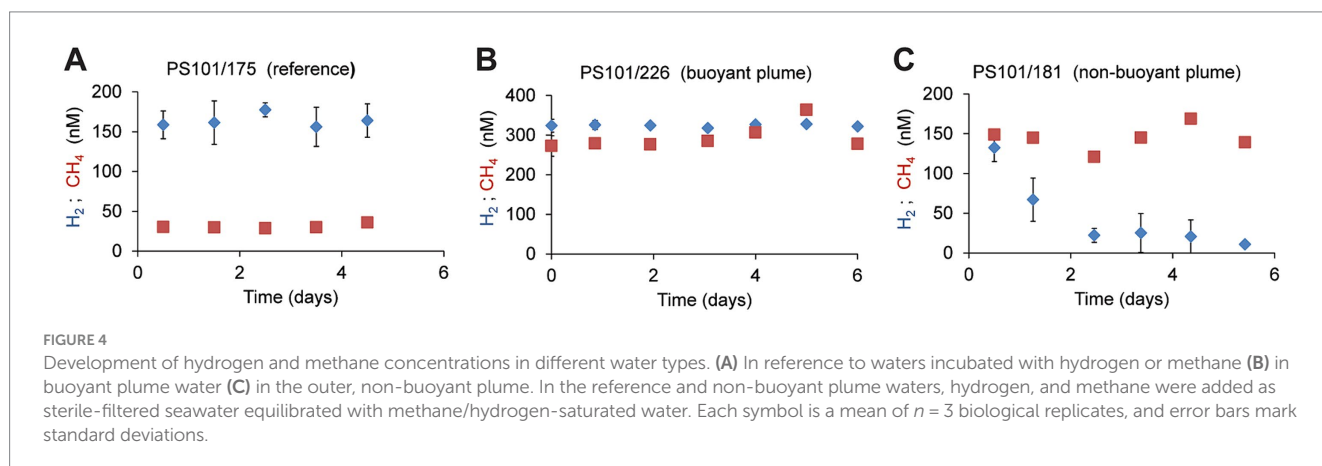 A
PS101/175 (reference)
H₂ ; CH₄ (nM)
200
150
100
50
0
0 2 4 6
Time (days)
B
PS101/226 (buoyant plume)
H₂ ; CH₄ (nM)
400
300
200
100
0
0 2 4 6
Time (days)
C
PS101/181 (non-buoyant plume)
H₂ ; CH₄ (nM)
200
150
100
50
0
0 2 4 6
Time (days)
FIGURE 4
Development of hydrogen and methane concentrations in different water types. (A) In reference to waters incubated with hydrogen or methane (B) in
buoyant plume water (C) in the outer, non-buoyant plume. In the reference and non-buoyant plume waters, hydrogen, and methane were added as
sterile-filtered seawater equilibrated with methane/hydrogen-saturated water. Each symbol is a mean of n = 3 biological replicates, and error bars mark
standard deviations.